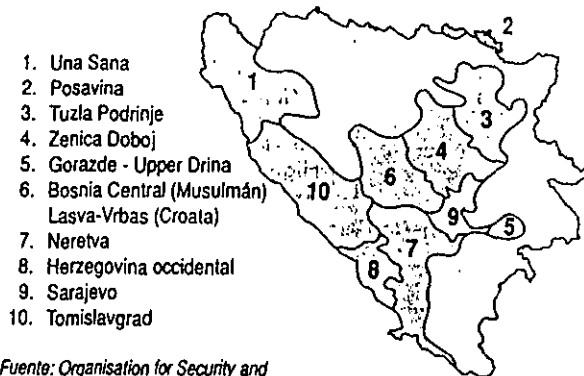 1. Una Sana
2. Posavina
3. Tuzla Podrinje
4. Zenica Doboj
5. Gorazde - Upper Drina
6. Bosnia Central (Musulmán)
Lasva-Vrbas (Croata)
7. Neretva
8. Herzegovina occidental
9. Sarajevo
10. Tomislavgrad
Fuente: Organisation for Security and
2
1
3
4
6
10
9
5
7
8